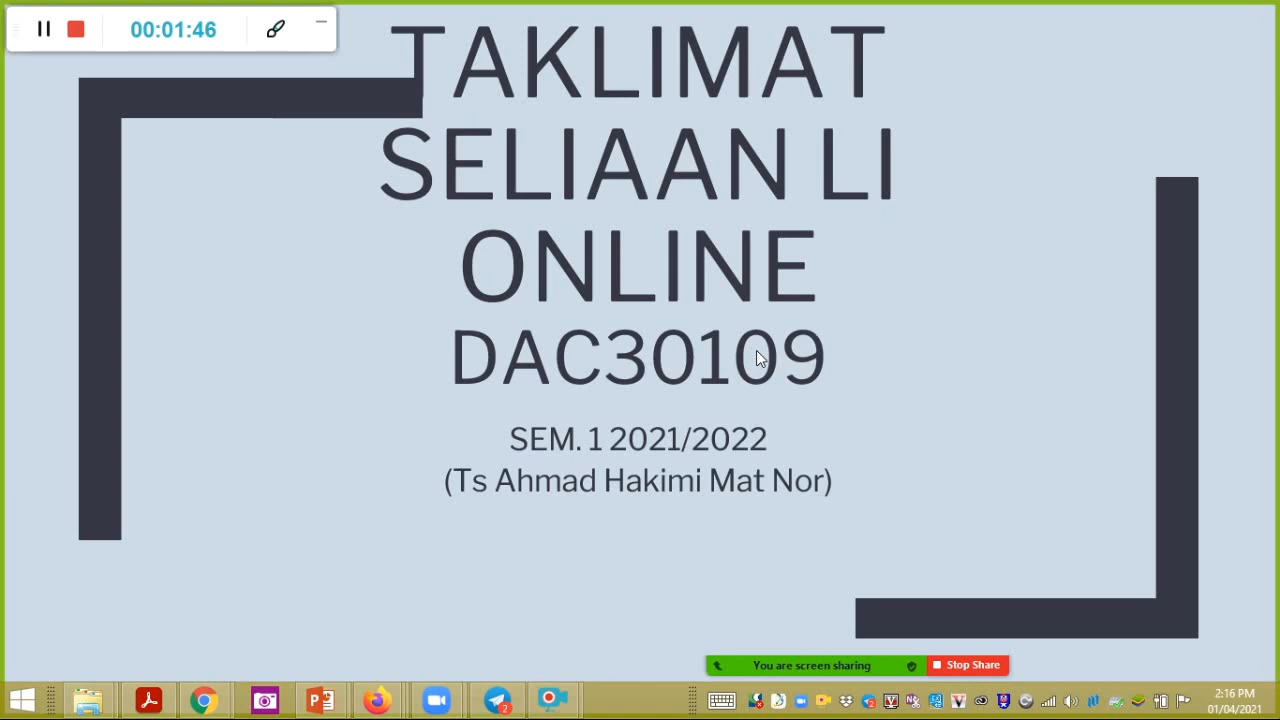 00:01:46
TAKLIMAT
SELIAAN LI
ONLINE
DAC30109
SEM. 1 2021/2022
(Ts Ahmad Hakimi Mat Nor)
You are screen sharing
Stop Share
2
2:16 PM
01/04/2021